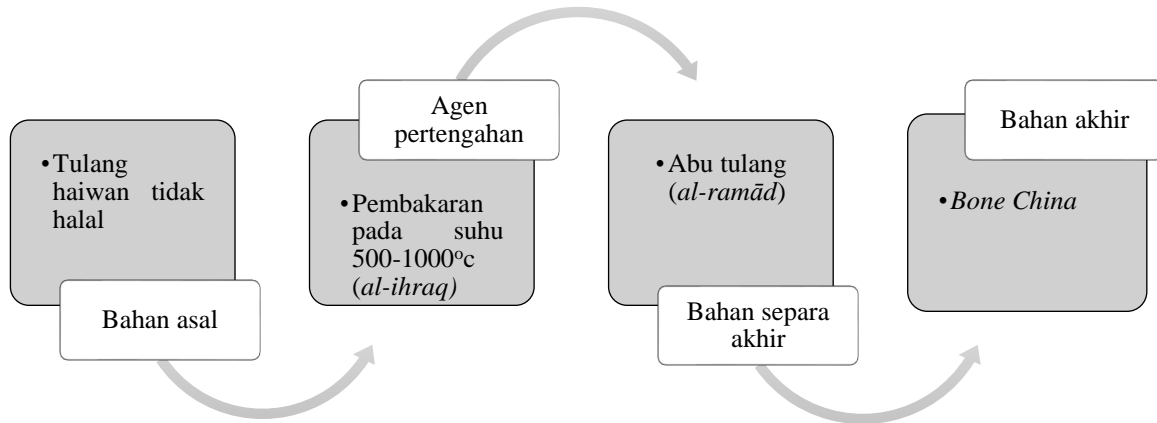 • Tulang
haiwan tidak
halal
Bahan asal
Agen
pertengahan
• Pembakaran
pada suhu
500-1000°c
(al-ihraq)
• Abu tulang
(al-ramād)
Bahan separa
akhir
Bahan akhir
• Bone China